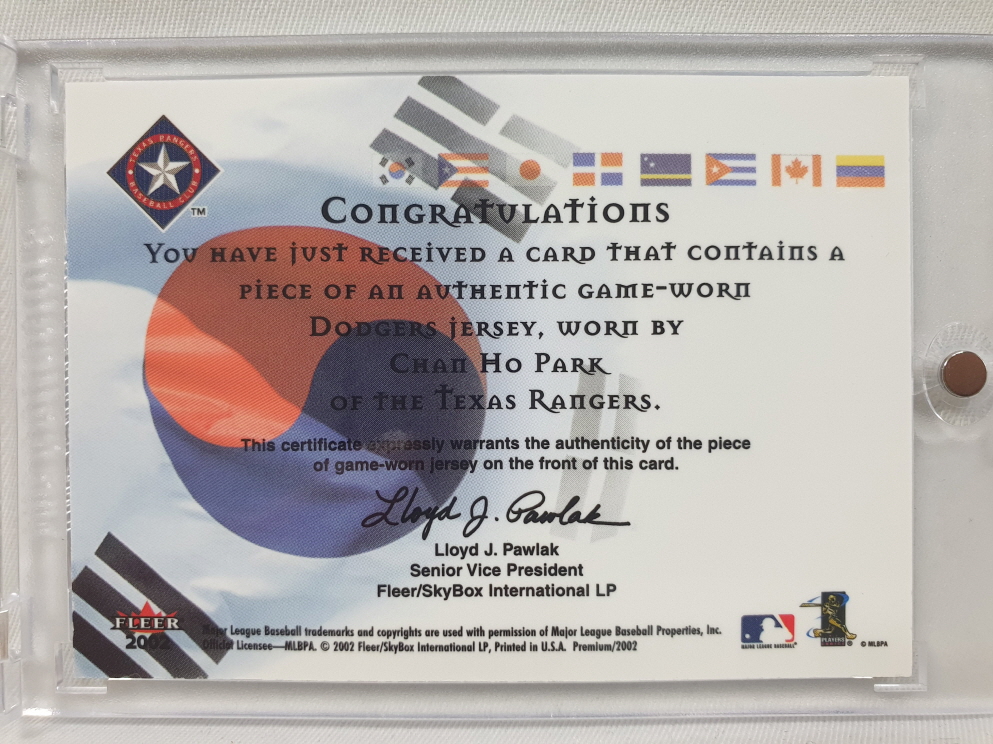 TEXAS RANGERS
BASEBALL CLUB
TM
Congratulations
You have just received a card that contains a
piece of an authentic game-worn
Dodgers jersey, worn by
Chan Ho Park
of the Texas Rangers.
This certificate expressly warrants the authenticity of the piece
of game-worn jersey on the front of this card.
Lloyd J. Pawlak
Lloyd J. Pawlak
Senior Vice President
Fleer/SkyBox International LP
FLEER
2002
Major League Baseball trademarks and copyrights are used with permission of Major League Baseball Properties, Inc.
Official Licensee—MLBPA. © 2002 Fleer/SkyBox International LP, Printed in U.S.A. Premium/2002
MAJOR LEAGUE BASEBALL
PLAYERS
® © MLBPA